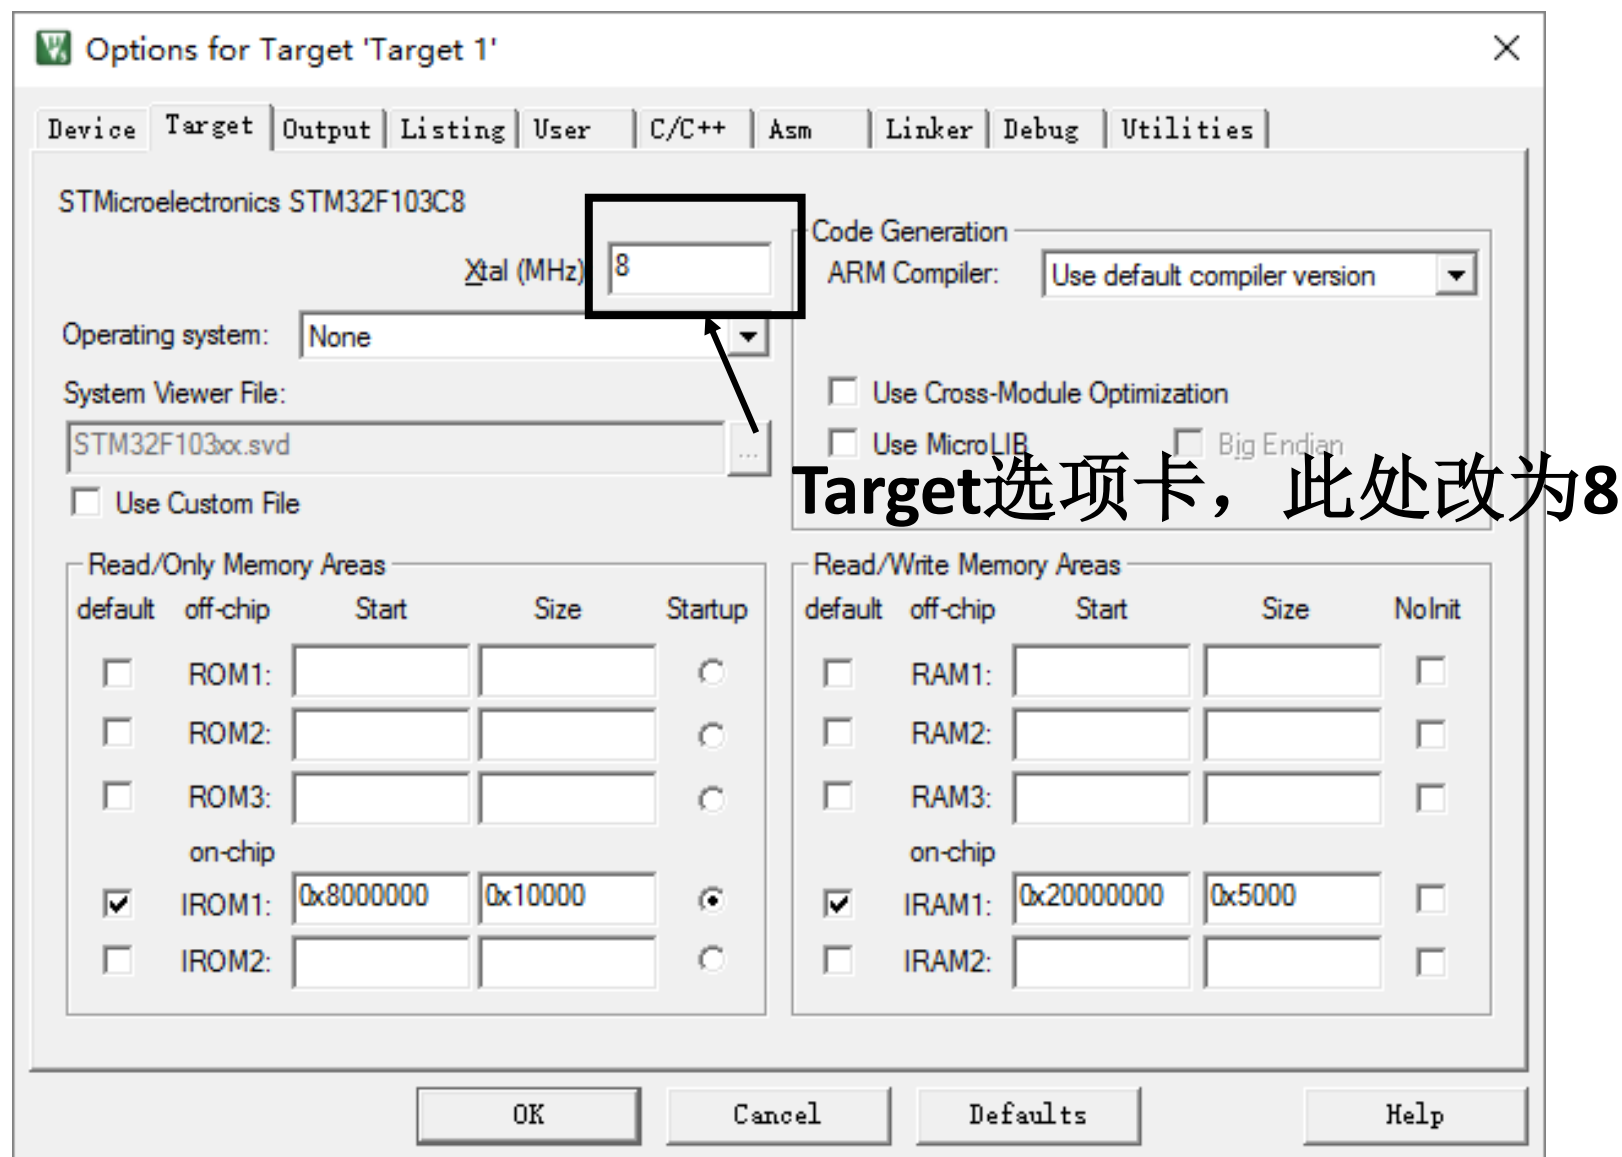 Options for Target 'Target 1'
Device Target Output Listing User C/C++ Asm Linker Debug Utilities
STMicroelectronics STM32F103C8
Xtal (MHz) 8
Operating system: None
System Viewer File:
STM32F103xx.svd ...
Use Custom File
Code Generation
ARM Compiler: Use default compiler version
Use Cross-Module Optimization
Use MicroLIB Big Endian
Target选项卡，此处改为8
Read/Only Memory Areas
default off-chip Start Size Startup
ROM1:
ROM2:
ROM3:
on-chip
IROM1: 0x8000000 0x10000
IROM2:
Read/Write Memory Areas
default off-chip Start Size NoInit
RAM1:
RAM2:
RAM3:
on-chip
IRAM1: 0x20000000 0x5000
IRAM2:
OK Cancel Defaults Help